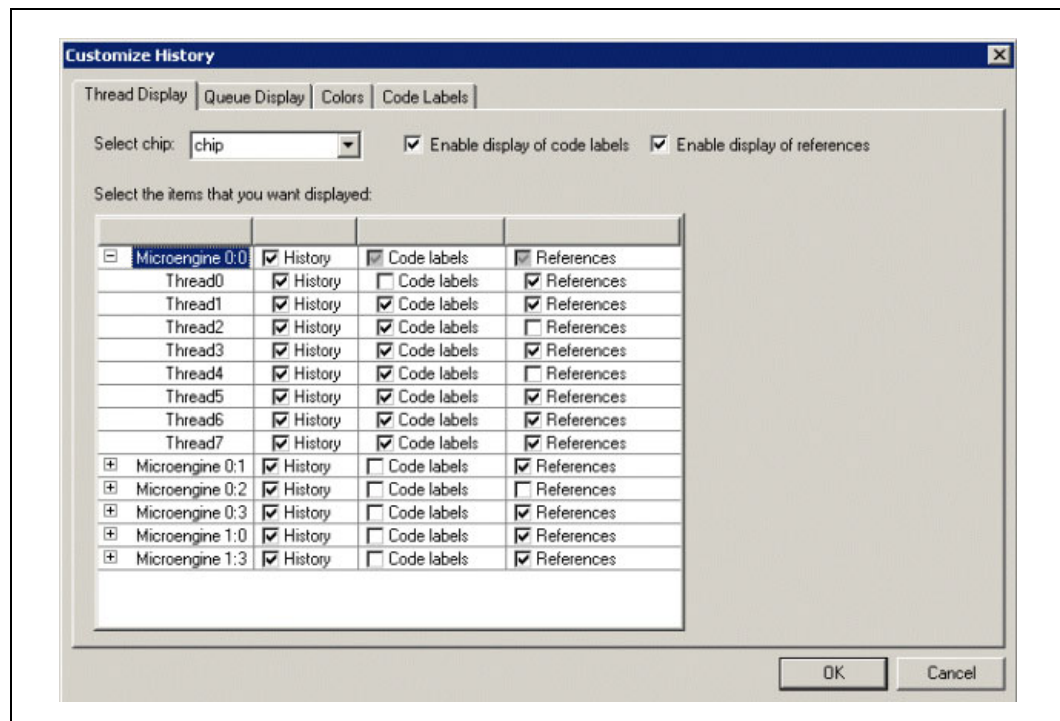 Customize History
Thread Display Queue Display Colors Code Labels
Select chip: chip Enable display of code labels Enable display of references
Select the items that you want displayed:
Microengine 0:0 History Code labels References
Thread0 History Code labels References
Thread1 History Code labels References
Thread2 History Code labels References
Thread3 History Code labels References
Thread4 History Code labels References
Thread5 History Code labels References
Thread6 History Code labels References
Thread7 History Code labels References
Microengine 0:1 History Code labels References
Microengine 0:2 History Code labels References
Microengine 0:3 History Code labels References
Microengine 1:0 History Code labels References
Microengine 1:3 History Code labels References
OK Cancel